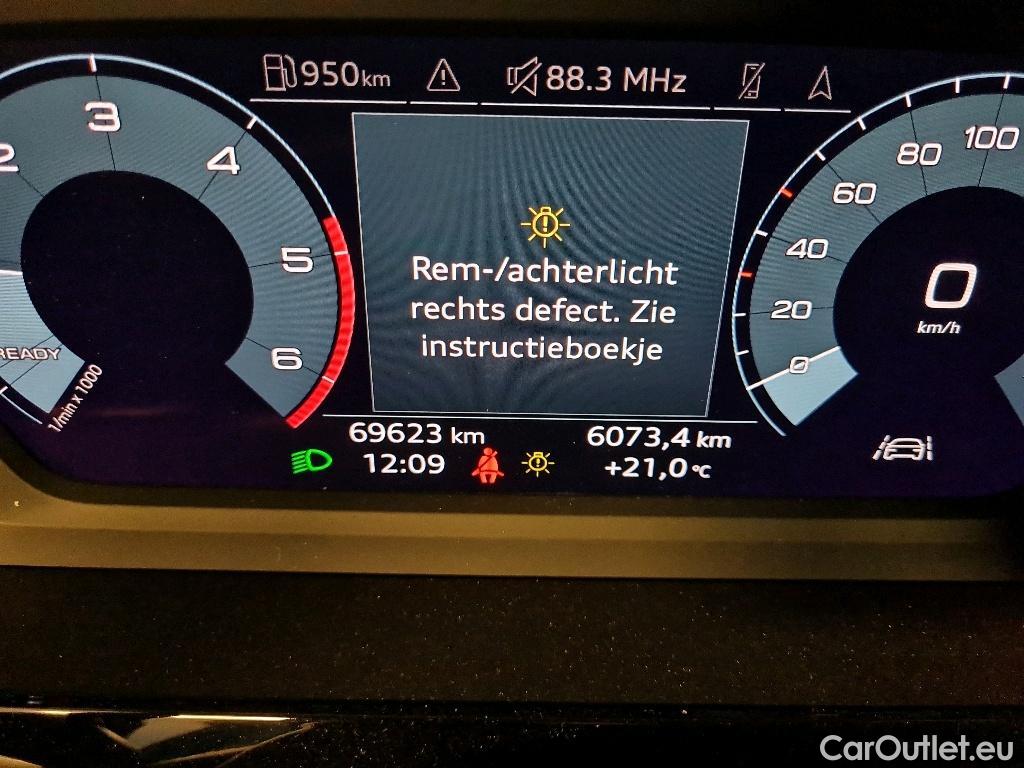 950km
88.3 MHz
2
3
4
5
6
READY
1/min x 1000
Rem-/achterlicht
rechts defect. Zie
instructieboekje
0
20
40
60
80
100
0
km/h
69623 km
6073,4 km
12:09
+21,0°C
CarOutlet.eu